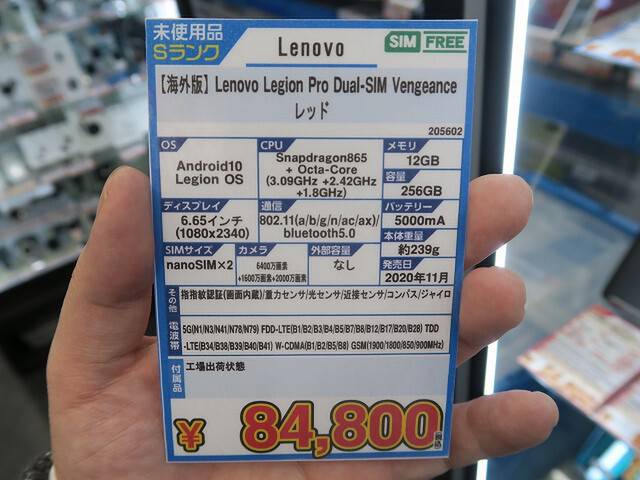 未使用品
Sランク
Lenovo
SIM FREE
【海外版】Lenovo Legion Pro Dual-SIM Vengeance
レッド
205602
OS
Android10
Legion OS
CPU
Snapdragon865
+ Octa-Core
(3.09GHz +2.42GHz
+1.8GHz)
メモリ
12GB
容量
256GB
ディスプレイ
6.65インチ
(1080x2340)
通信
802.11(a/b/g/n/ac/ax)/
bluetooth5.0
バッテリー
5000mA
本体重量
約239g
SIMサイズ
nanoSIM×2
カメラ
6400万画素
+1600万画素+2000万画素
外部容量
なし
発売日
2020年11月
その他
指指紋認証(画面内蔵)/重力センサ/光センサ/近接センサ/コンパス/ジャイロ
電波帯
5G(N1/N3/N41/N78/N79) FDD-LTE(B1/B2/B3/B4/B5/B7/B8/B12/B17/B20/B28) TDD
-LTE(B34/B38/B39/B40/B41) W-CDMA(B1/B2/B5/B8) GSM(1900/1800/850/900MHz)
付属品
工場出荷状態
¥ 84,800 税込